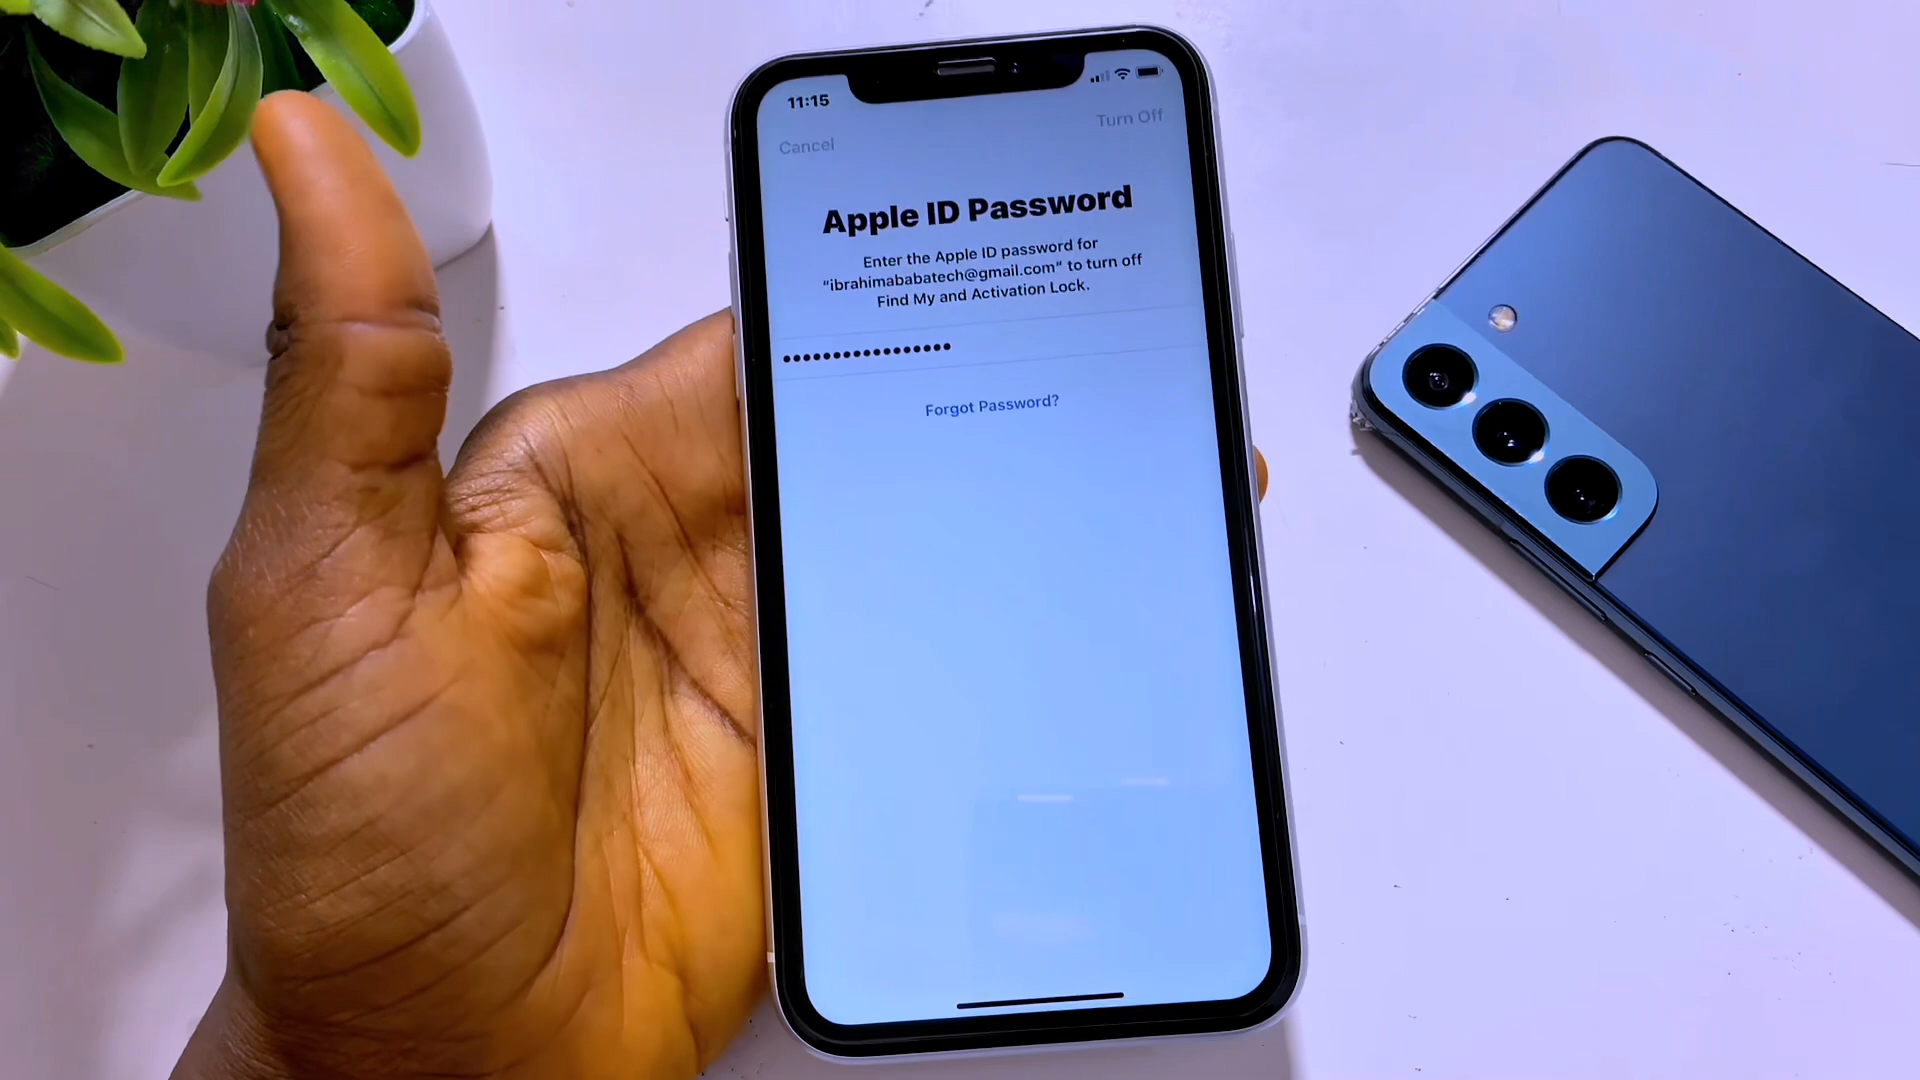 11:15
Cancel
Turn Off
Apple ID Password
Enter the Apple ID password for
“ibrahimababatech@gmail.com“ to turn off
Find My and Activation Lock.
•••••••••••••••••
Forgot Password?